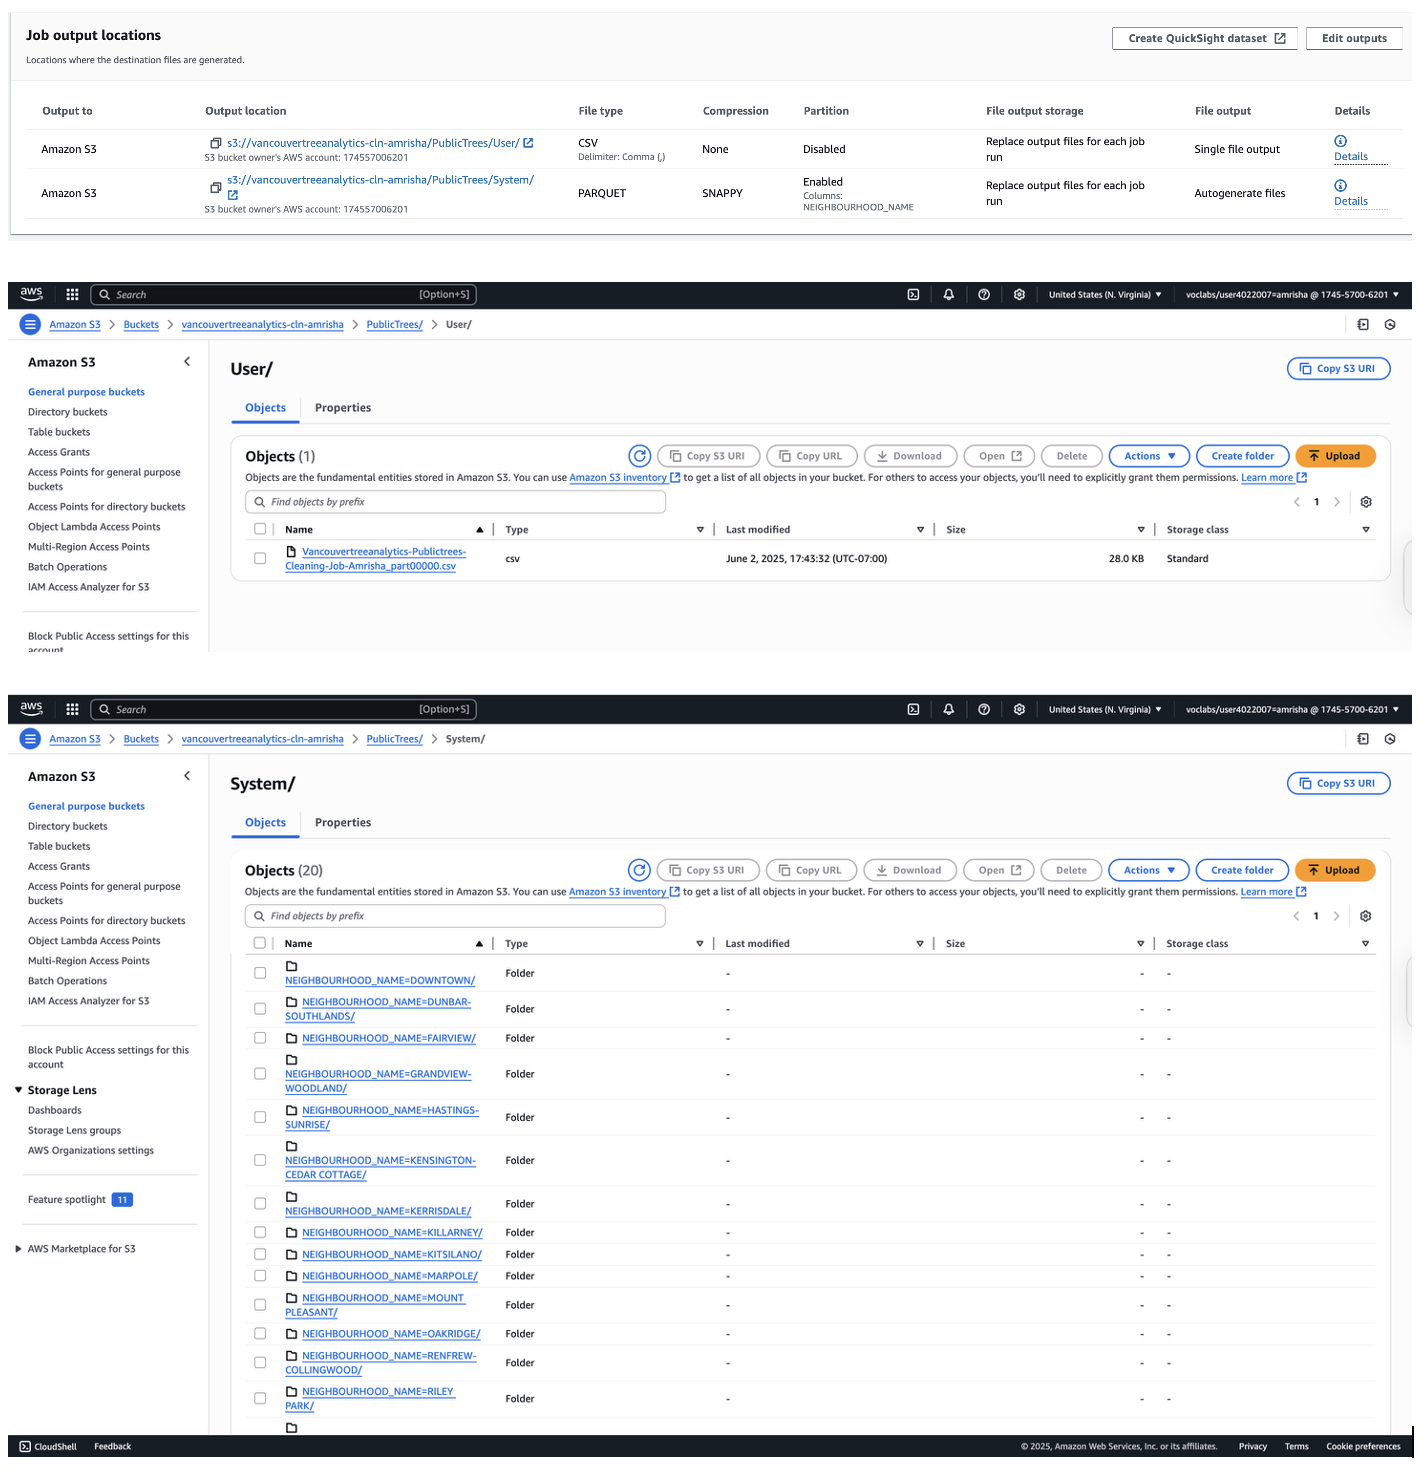 Job output locations
Create QuickSight dataset
Edit outputs
Locations where the destination files are generated.
Output to Output location File type Compression Partition File output storage File output Details
Amazon S3 s3://vancouvertreeanalytics-cln-amrisha/PublicTrees/User/ CSV None Disabled Replace output files for each job run Single file output Details
S3 bucket owner's AWS account: 174557006201 Delimiter: Comma (,)
Amazon S3 s3://vancouvertreeanalytics-cln-amrisha/PublicTrees/System/ PARQUET SNAPPY Enabled Replace output files for each job run Autogenerate files Details
S3 bucket owner's AWS account: 174557006201 Columns: NEIGHBOURHOOD_NAME
aws Search [Option+S] United States (N. Virginia) voclabs/user4022007=amrisha @ 1745-5700-6201
Amazon S3 > Buckets > vancouvertreeanalytics-cln-amrisha > PublicTrees/ > User/
Amazon S3
General purpose buckets
Directory buckets
Table buckets
Access Grants
Access Points for general purpose
buckets
Access Points for directory buckets
Object Lambda Access Points
Multi-Region Access Points
Batch Operations
IAM Access Analyzer for S3
Block Public Access settings for this
account
User/
Copy S3 URI
Objects Properties
Objects (1) Copy S3 URI Copy URL Download Open Delete Actions Create folder Upload
Objects are the fundamental entities stored in Amazon S3. You can use Amazon S3 inventory to get a list of all objects in your bucket. For others to access your objects, you'll need to explicitly grant them permissions. Learn more
Find objects by prefix
1
Name Type Last modified Size Storage class
Vancouvertreeanalytics-Publictrees-
Cleaning-Job-Amrisha_part00000.csv csv June 2, 2025, 17:43:32 (UTC-07:00) 28.0 KB Standard
aws Search [Option+S] United States (N. Virginia) voclabs/user4022007=amrisha @ 1745-5700-6201
Amazon S3 > Buckets > vancouvertreeanalytics-cln-amrisha > PublicTrees/ > System/
Amazon S3
General purpose buckets
Directory buckets
Table buckets
Access Grants
Access Points for general purpose
buckets
Access Points for directory buckets
Object Lambda Access Points
Multi-Region Access Points
Batch Operations
IAM Access Analyzer for S3
Block Public Access settings for this
account
Storage Lens
Dashboards
Storage Lens groups
AWS Organizations settings
Feature spotlight 11
AWS Marketplace for S3
System/
Copy S3 URI
Objects Properties
Objects (20) Copy S3 URI Copy URL Download Open Delete Actions Create folder Upload
Objects are the fundamental entities stored in Amazon S3. You can use Amazon S3 inventory to get a list of all objects in your bucket. For others to access your objects, you'll need to explicitly grant them permissions. Learn more
Find objects by prefix
1
Name Type Last modified Size Storage class
NEIGHBOURHOOD_NAME=DOWNTOWN/ Folder - - -
NEIGHBOURHOOD_NAME=DUNBAR-
SOUTHLANDS/ Folder - - -
NEIGHBOURHOOD_NAME=FAIRVIEW/ Folder - - -
NEIGHBOURHOOD_NAME=GRANDVIEW-
WOODLAND/ Folder - - -
NEIGHBOURHOOD_NAME=HASTINGS-
SUNRISE/ Folder - - -
NEIGHBOURHOOD_NAME=KENSINGTON-
CEDAR COTTAGE/ Folder - - -
NEIGHBOURHOOD_NAME=KERRISDALE/ Folder - - -
NEIGHBOURHOOD_NAME=KILLARNEY/ Folder - - -
NEIGHBOURHOOD_NAME=KITSILANO/ Folder - - -
NEIGHBOURHOOD_NAME=MARPOLE/ Folder - - -
NEIGHBOURHOOD_NAME=MOUNT
PLEASANT/ Folder - - -
NEIGHBOURHOOD_NAME=OAKRIDGE/ Folder - - -
NEIGHBOURHOOD_NAME=RENFREW-
COLLINGWOOD/ Folder - - -
NEIGHBOURHOOD_NAME=RILEY
PARK/ Folder - - -
CloudShell Feedback © 2025, Amazon Web Services, Inc. or its affiliates. Privacy Terms Cookie preferences